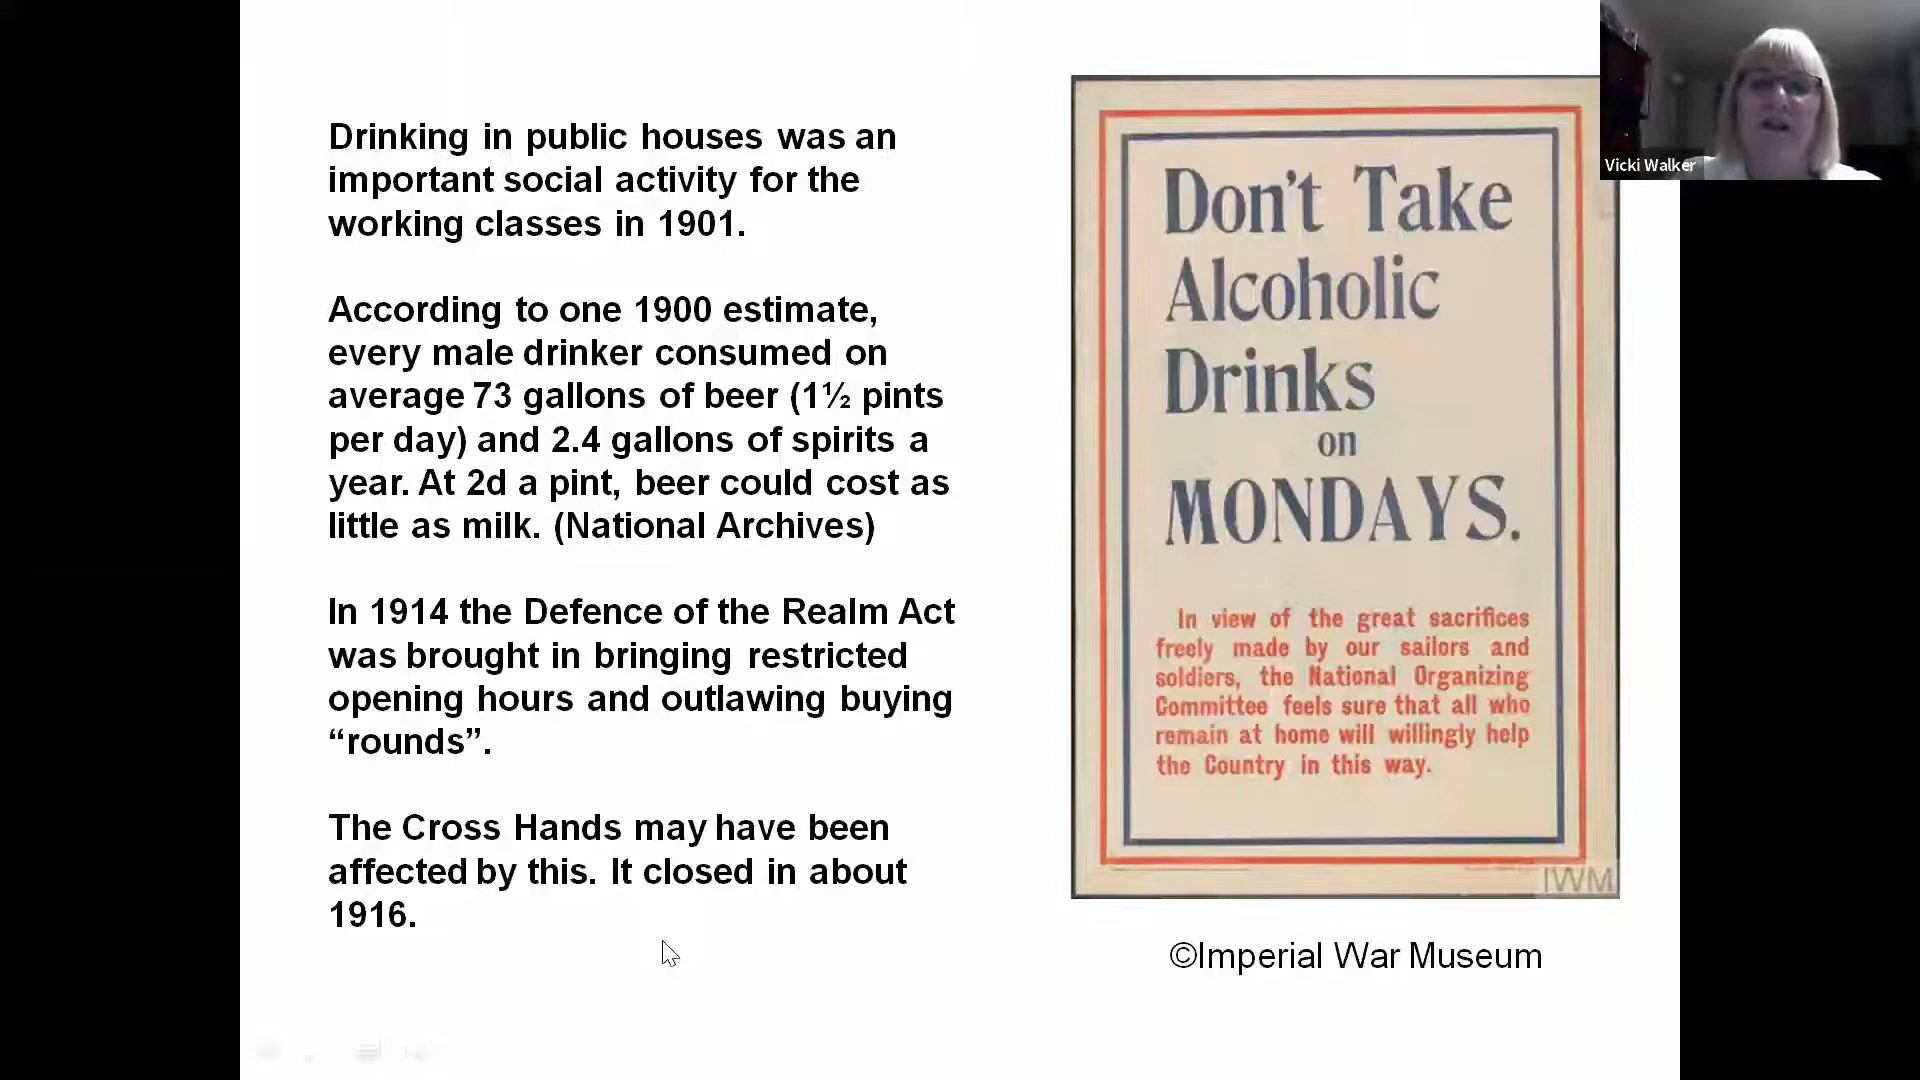 Drinking in public houses was an
important social activity for the
working classes in 1901.
According to one 1900 estimate,
every male drinker consumed on
average 73 gallons of beer (1½ pints
per day) and 2.4 gallons of spirits a
year. At 2d a pint, beer could cost as
little as milk. (National Archives)
In 1914 the Defence of the Realm Act
was brought in bringing restricted
opening hours and outlawing buying
“rounds”.
The Cross Hands may have been
affected by this. It closed in about
1916.
Don't Take
Alcoholic
Drinks
on
MONDAYS.
In view of the great sacrifices
freely made by our sailors and
soldiers, the National Organizing
Committee feels sure that all who
remain at home will willingly help
the Country in this way.
IWM
©Imperial War Museum
Vicki Walker